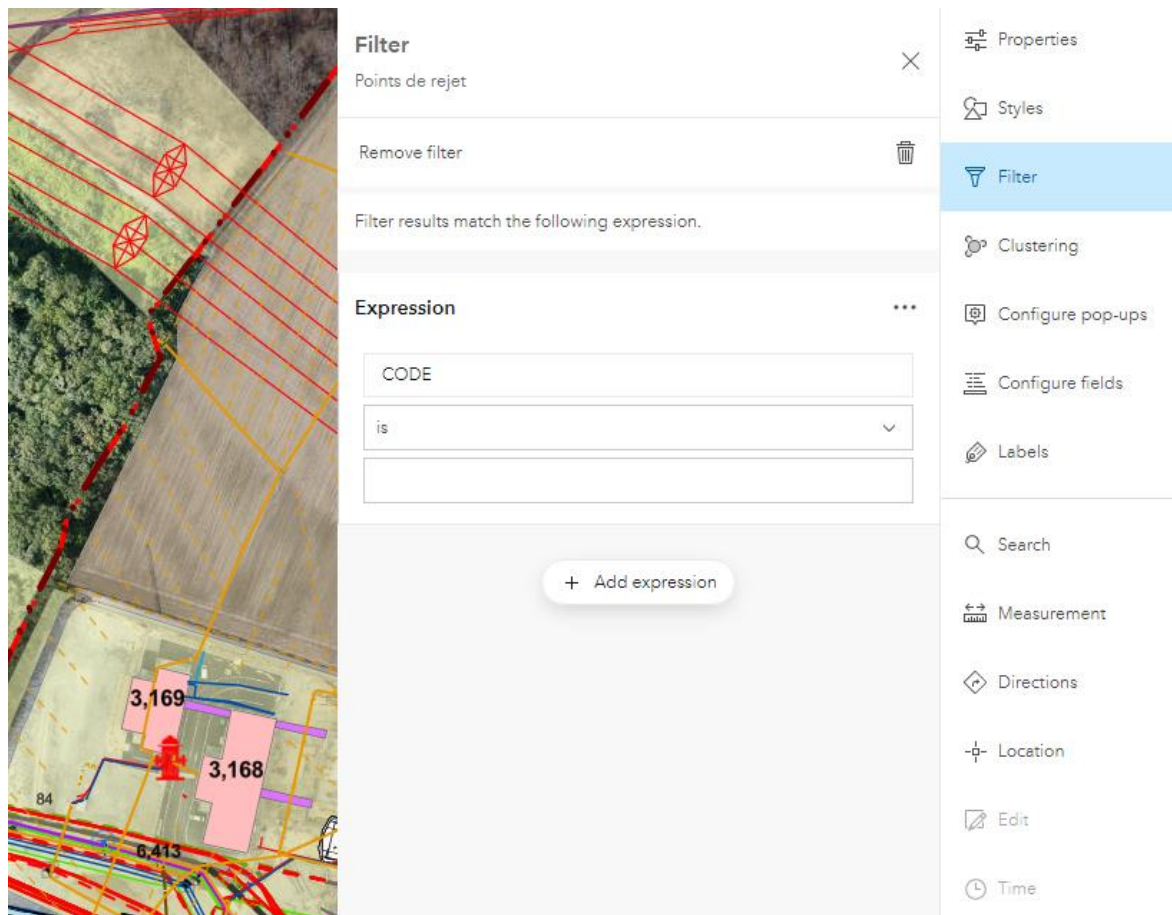 Filter
Points de rejet
Remove filter
Filter results match the following expression.
Expression
CODE
is
Add expression
Properties
Styles
Filter
Clustering
Configure pop-ups
Configure fields
Labels
Search
Measurement
Directions
Location
Edit
Time
3,169
3,168
84
6,413